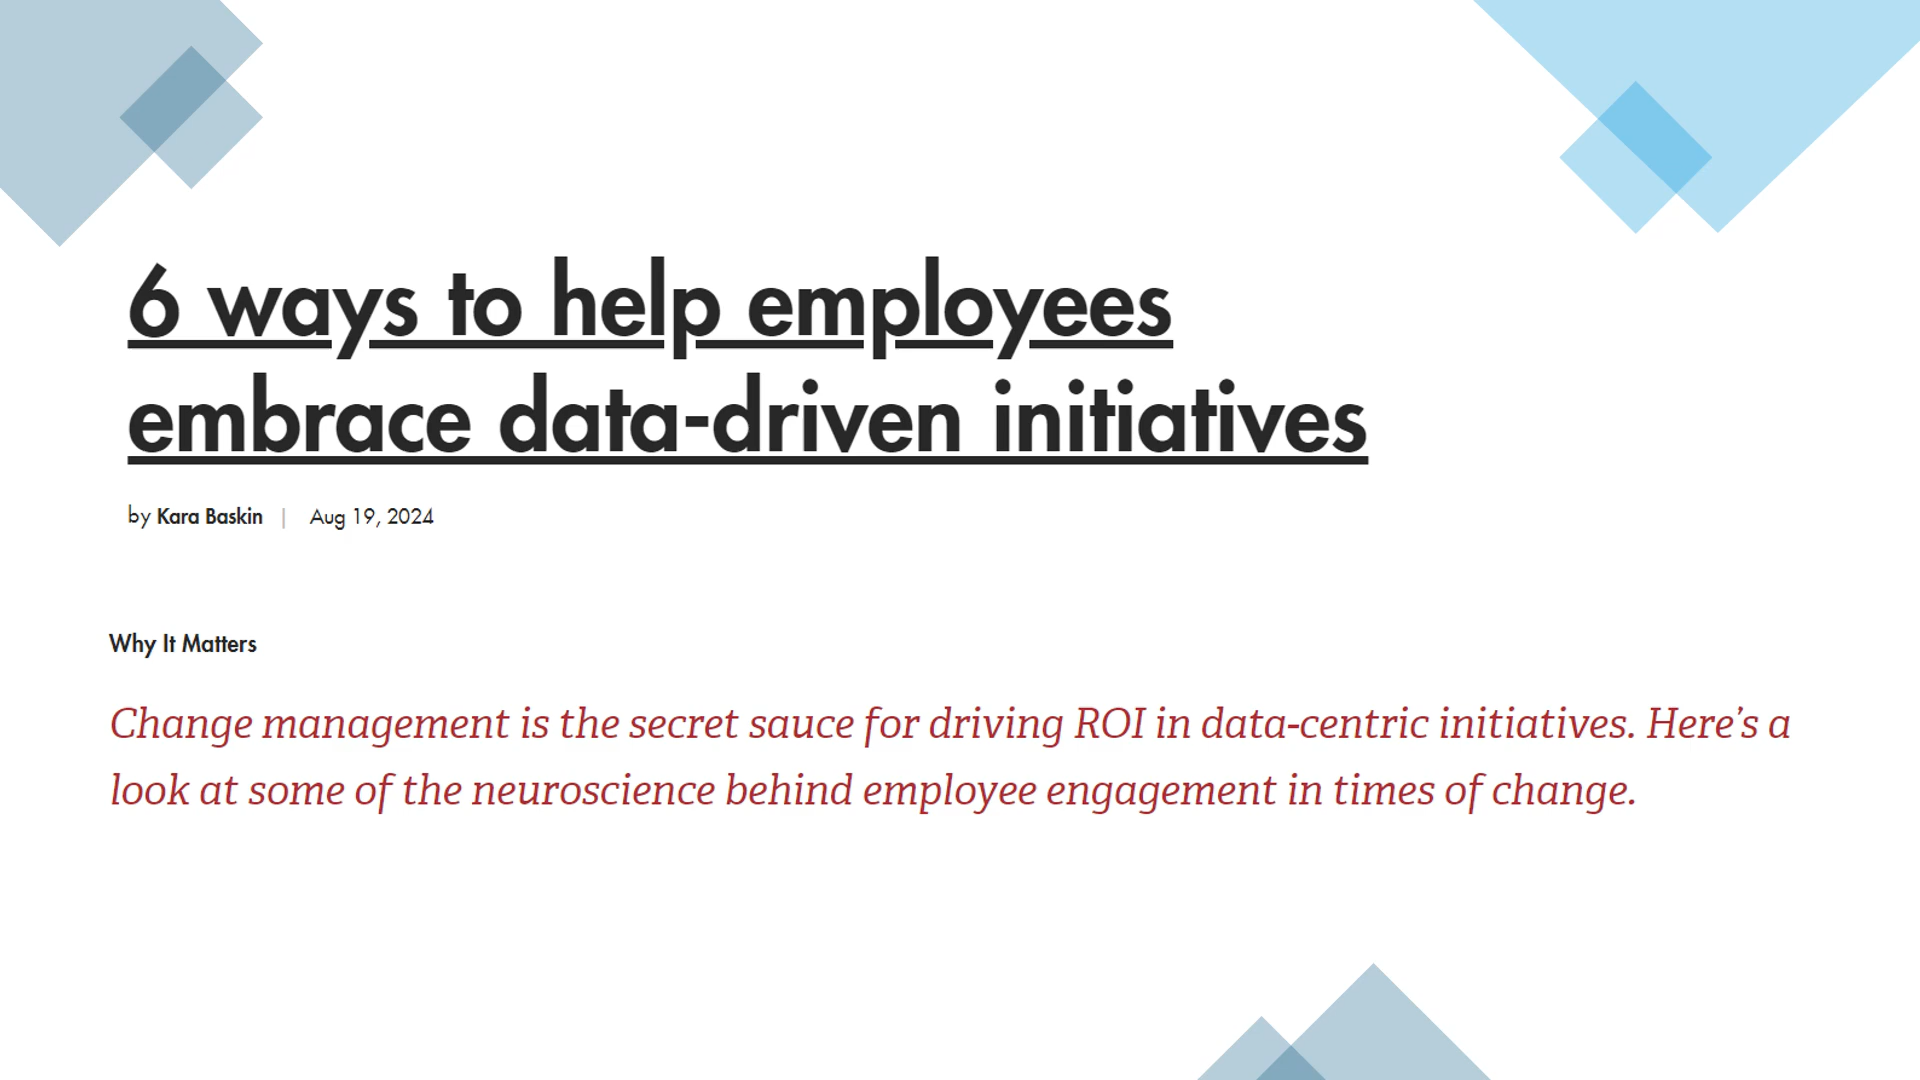 6 ways to help employees
embrace data-driven initiatives
by Kara Baskin | Aug 19, 2024
Why It Matters
Change management is the secret sauce for driving ROI in data-centric initiatives. Here’s a
look at some of the neuroscience behind employee engagement in times of change.